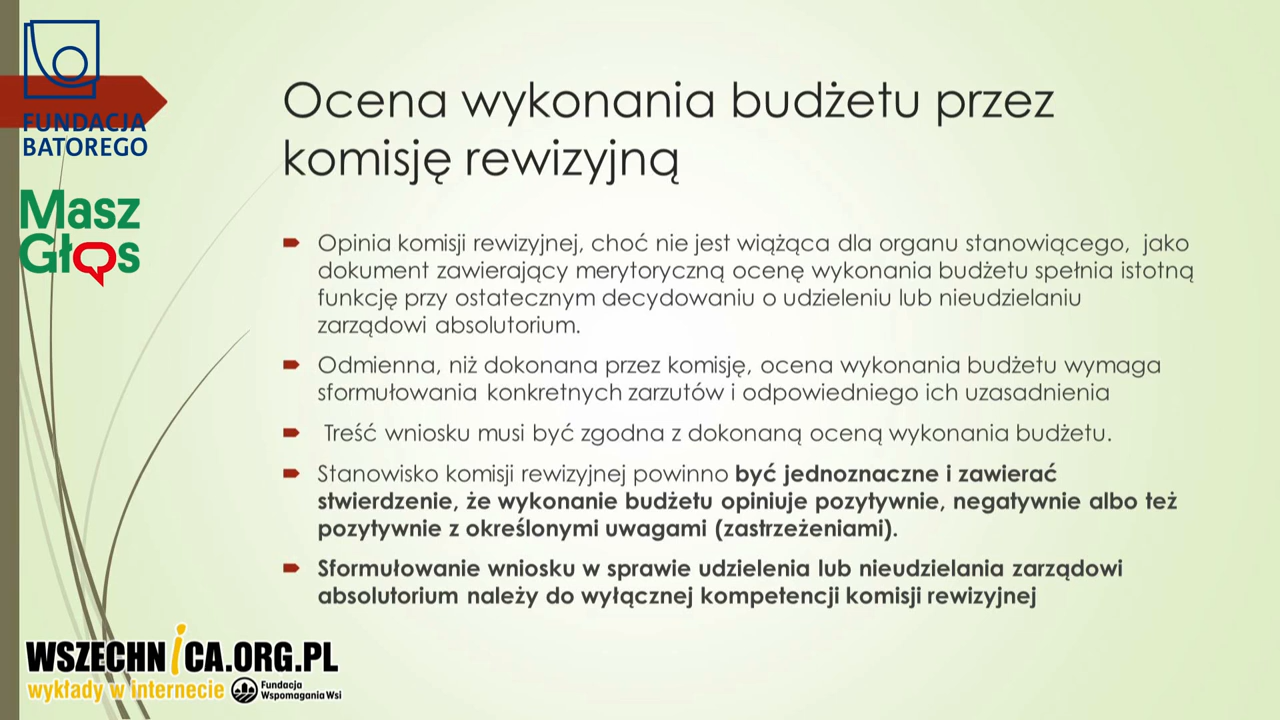 FUNDACJA
BATOREGO
Masz
Głos
Ocena wykonania budżetu przez
komisję rewizyjną
Opinia komisji rewizyjnej, choć nie jest wiążąca dla organu stanowiącego, jako
dokument zawierający merytoryczną ocenę wykonania budżetu spełnia istotną
funkcję przy ostatecznym decydowaniu o udzieleniu lub nieudzielaniu
zarządowi absolutorium.
Odmienna, niż dokonana przez komisję, ocena wykonania budżetu wymaga
sformułowania konkretnych zarzutów i odpowiedniego ich uzasadnienia
Treść wniosku musi być zgodna z dokonaną oceną wykonania budżetu.
Stanowisko komisji rewizyjnej powinno być jednoznaczne i zawierać
stwierdzenie, że wykonanie budżetu opiniuje pozytywnie, negatywnie albo też
pozytywnie z określonymi uwagami (zastrzeżeniami).
Sformułowanie wniosku w sprawie udzielenia lub nieudzielania zarządowi
absolutorium należy do wyłącznej kompetencji komisji rewizyjnej
WSZECHNiCA.ORG.PL
wykłady w internecie
Fundacja
Wspomagania Wsi